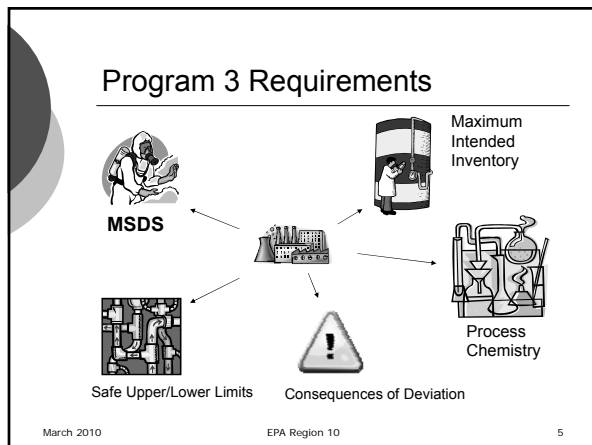 Program 3 Requirements
Maximum
Intended
Inventory
MSDS
Process
Chemistry
Safe Upper/Lower Limits
!
Consequences of Deviation
March 2010
EPA Region 10
5